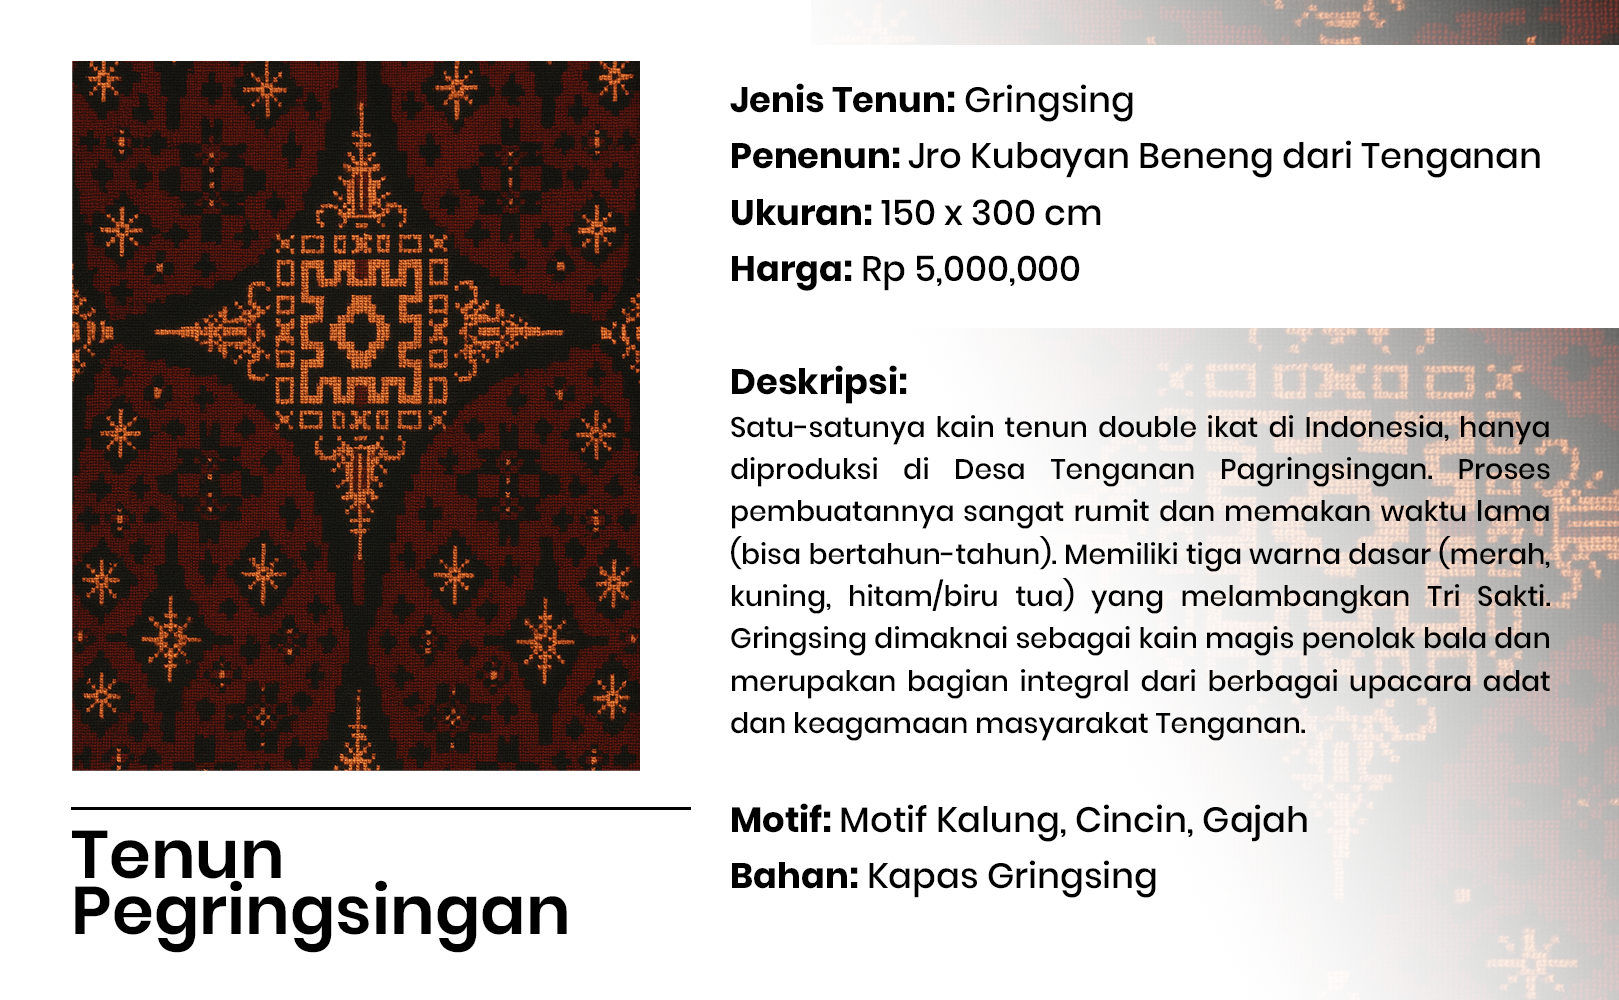 Jenis Tenun: Gringsing
Penenun: Jro Kubayan Beneng dari Tenganan
Ukuran: 150 x 300 cm
Harga: Rp 5,000,000
Deskripsi:
Satu-satunya kain tenun double ikat di Indonesia, hanya
diproduksi di Desa Tenganan Pagringsingan. Proses
pembuatannya sangat rumit dan memakan waktu lama
(bisa bertahun-tahun). Memiliki tiga warna dasar (merah,
kuning, hitam/biru tua) yang melambangkan Tri Sakti.
Gringsing dimaknai sebagai kain magis penolak bala dan
merupakan bagian integral dari berbagai upacara adat
dan keagamaan masyarakat Tenganan.
Motif: Motif Kalung, Cincin, Gajah
Bahan: Kapas Gringsing
Tenun
Pegringsingan